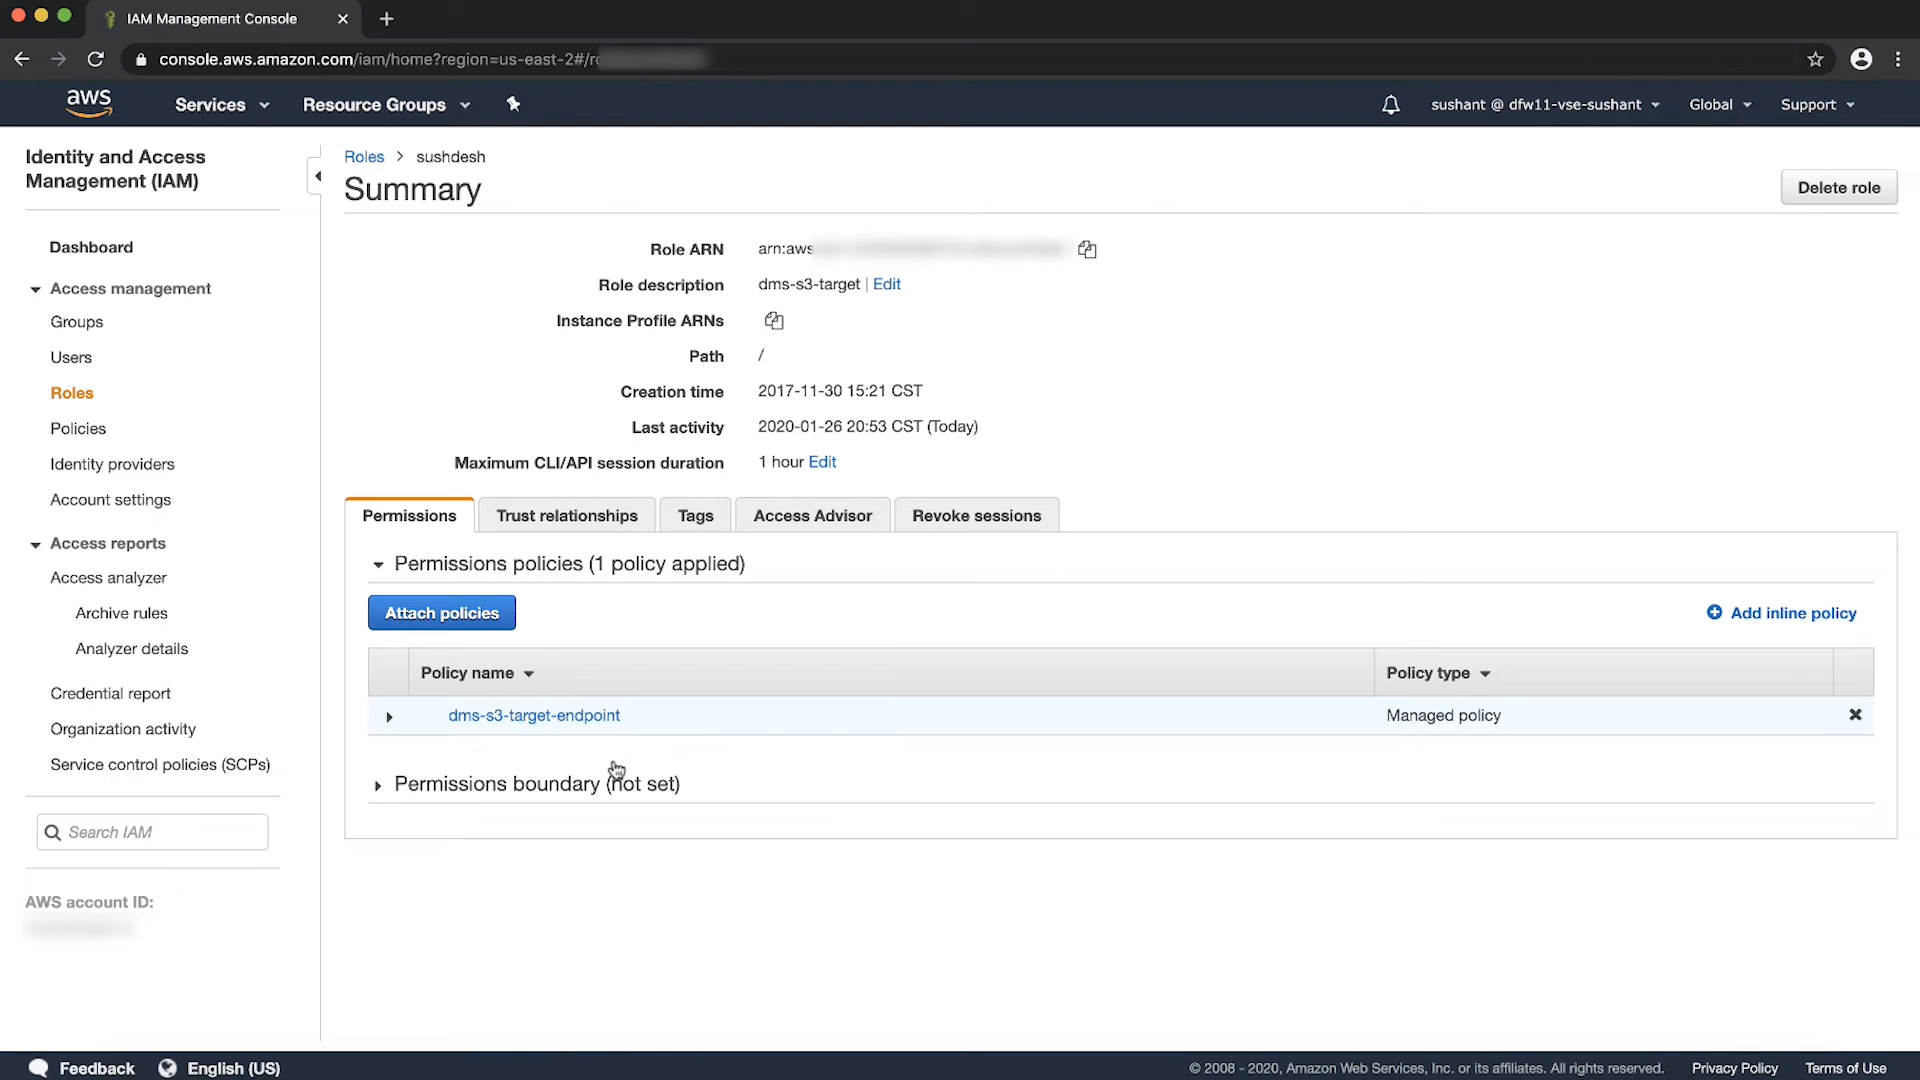 IAM Management Console
console.aws.amazon.com/iam/home?region=us-east-2#/r
aws
Services
Resource Groups
sushant @ dfw11-vse-sushant
Global
Support
Identity and Access
Management (IAM)
Dashboard
Access management
Groups
Users
Roles
Policies
Identity providers
Account settings
Access reports
Access analyzer
Archive rules
Analyzer details
Credential report
Organization activity
Service control policies (SCPs)
Search IAM
AWS account ID:
Roles > sushdesh
Summary
Delete role
Role ARN arn:aws
Role description dms-s3-target | Edit
Instance Profile ARNs
Path /
Creation time 2017-11-30 15:21 CST
Last activity 2020-01-26 20:53 CST (Today)
Maximum CLI/API session duration 1 hour Edit
Permissions
Trust relationships
Tags
Access Advisor
Revoke sessions
Permissions policies (1 policy applied)
Attach policies
Add inline policy
Policy name
Policy type
dms-s3-target-endpoint
Managed policy
Permissions boundary (not set)
Feedback
English (US)
© 2008 - 2020, Amazon Web Services, Inc. or its affiliates. All rights reserved.
Privacy Policy
Terms of Use